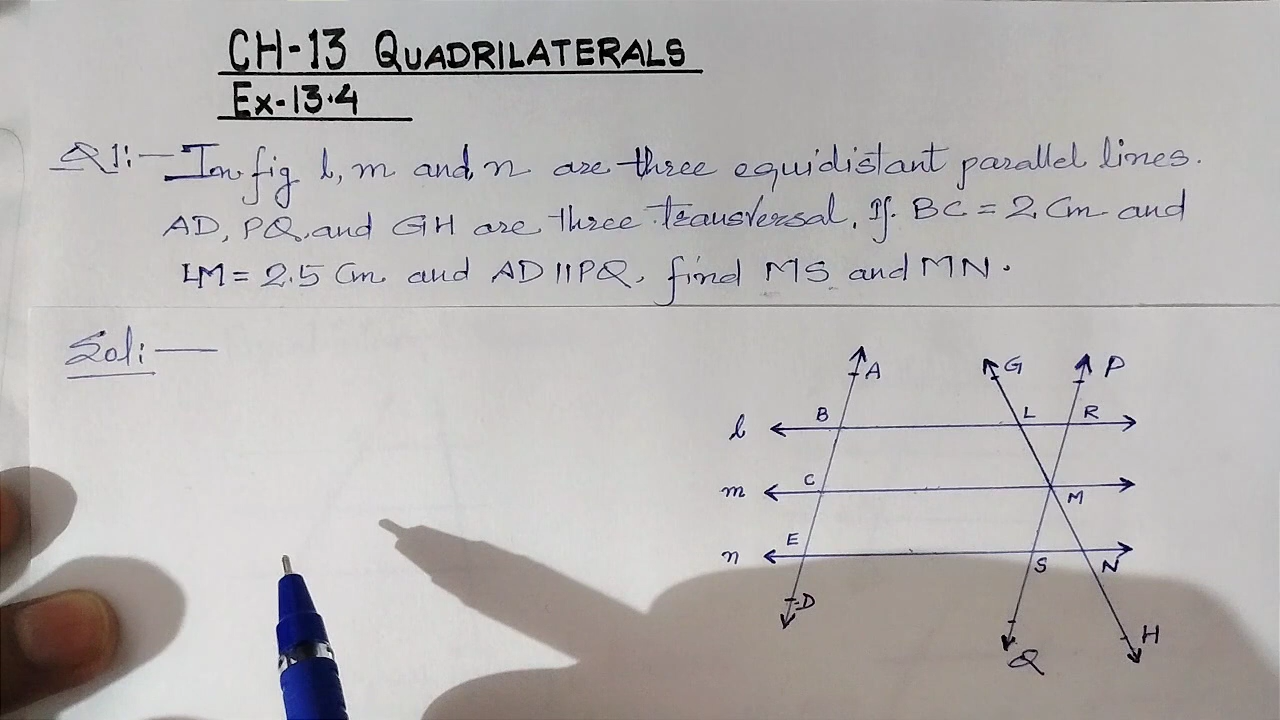 CH-13 QUADRILATERALS
Ex-13.4
Q1:- In fig l, m and n are three equidistant parallel lines.
AD, PQ and GH are three transversal. If BC = 2 Cm and
LM = 2.5 Cm and AD || PQ, find MS and MN.
Sol:-
A G P
l B L R
m C M
n E S N
D Q H